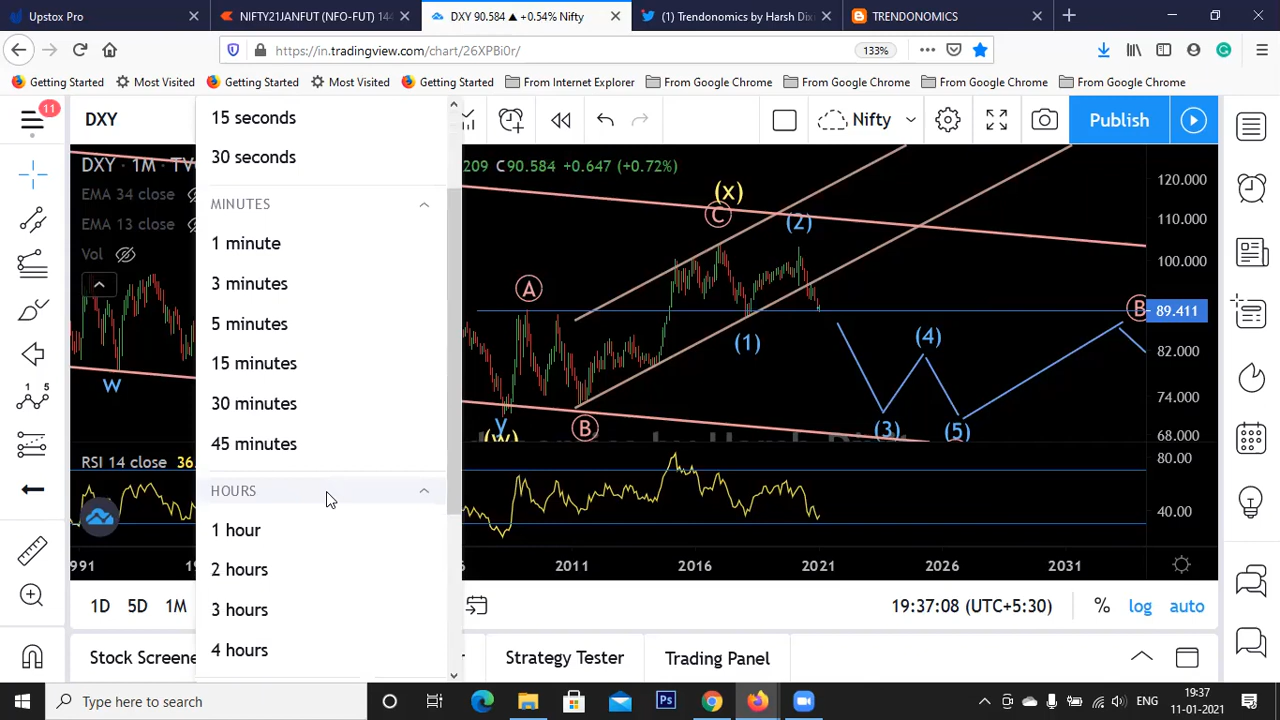 Upstox Pro
NIFTY21JANFUT (NFO-FUT) 144
DXY 90.584 ▲ +0.54% Nifty
(1) Trendonomics by Harsh Dix
TRENDONOMICS
https://in.tradingview.com/chart/26XPBi0r/
133%
Getting Started
Most Visited
Getting Started
Most Visited
Getting Started
From Internet Explorer
From Google Chrome
From Google Chrome
From Google Chrome
From Google Chrome
11
DXY
Nifty
Publish
15 seconds
30 seconds
MINUTES
1 minute
3 minutes
5 minutes
15 minutes
30 minutes
45 minutes
HOURS
1 hour
2 hours
3 hours
4 hours
DXY · 1M · TV
209 C90.584 +0.647 (+0.72%)
EMA 34 close
EMA 13 close
Vol
W
Y
(W)
A
B
C
(X)
(1)
(2)
(3)
(4)
(5)
B
120.000
110.000
100.000
89.411
82.000
74.000
68.000
80.00
40.00
RSI 14 close 36.
1991
2011
2016
2021
2026
2031
1D 5D 1M
19:37:08 (UTC+5:30)
%
log
auto
Stock Screene
Strategy Tester
Trading Panel
Type here to search
ENG
19:37
11-01-2021